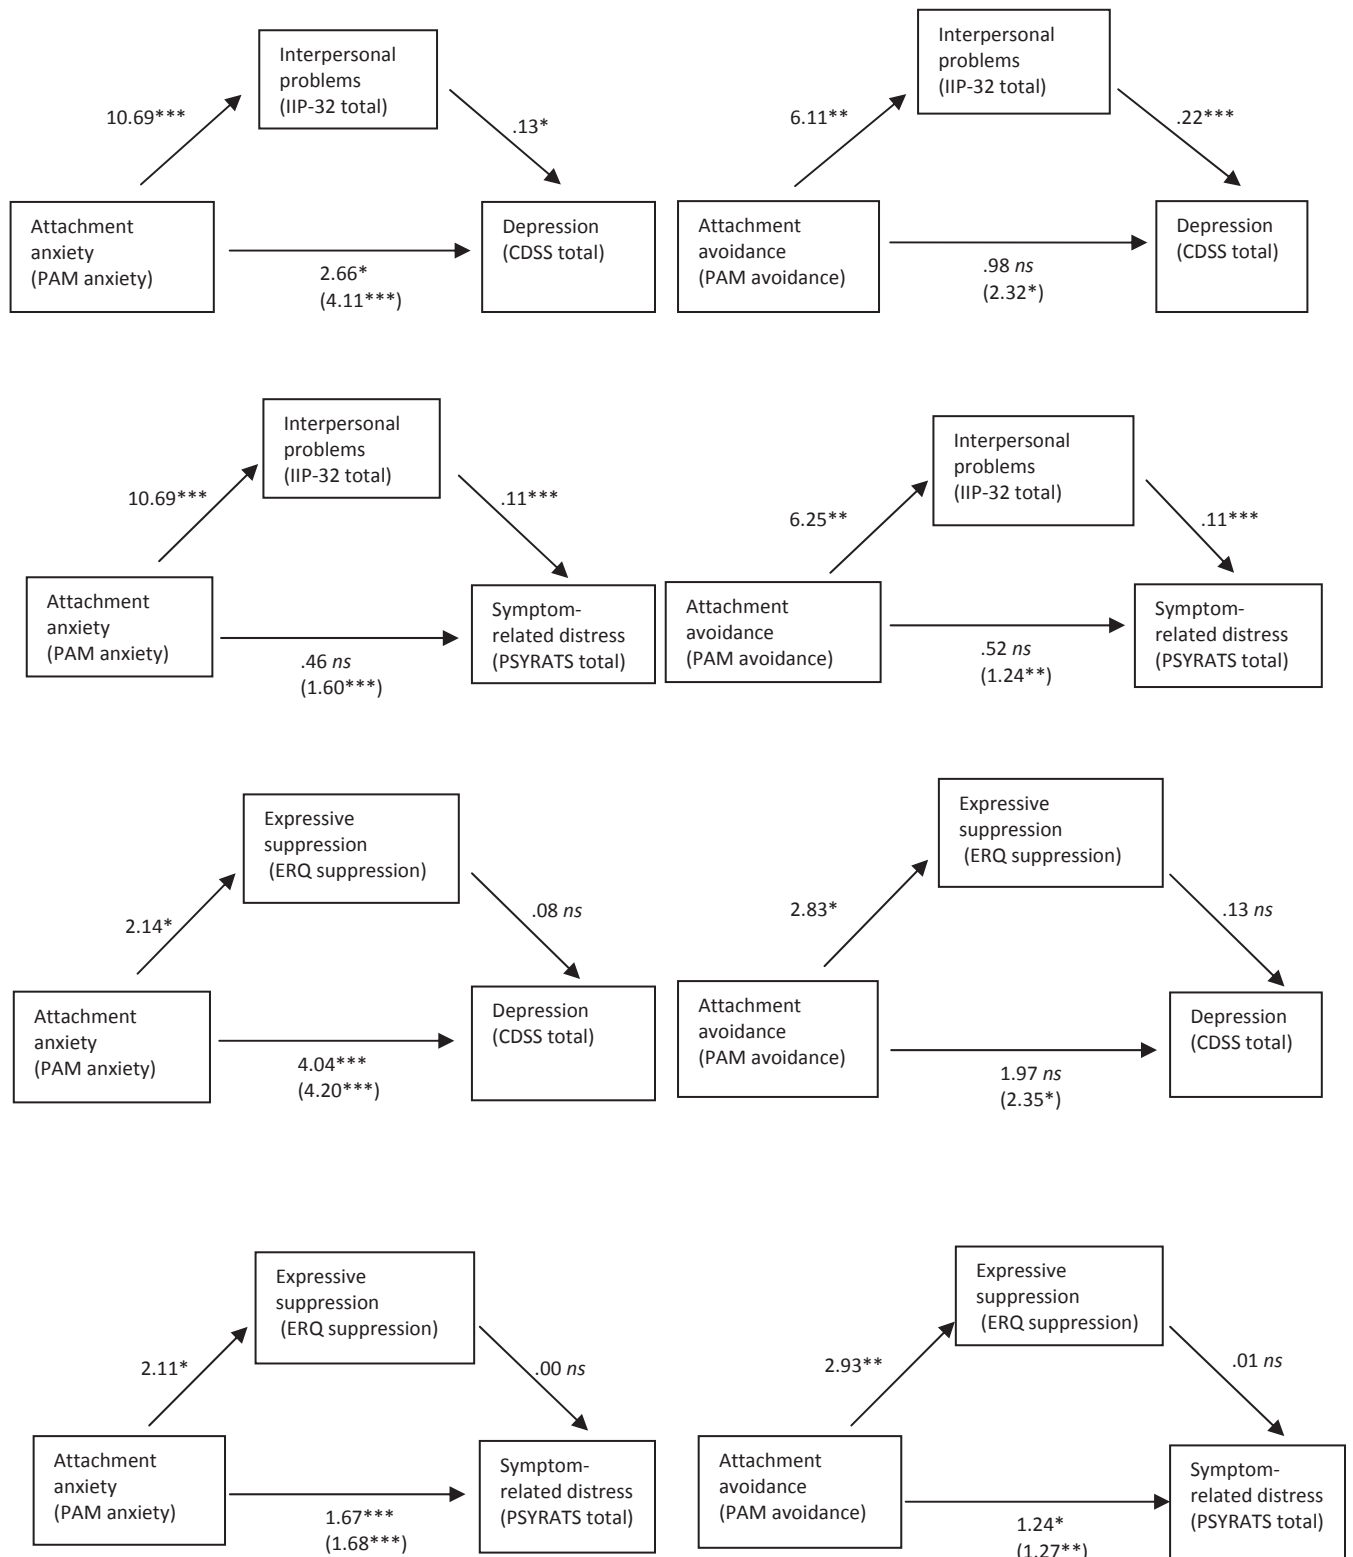 Interpersonal
problems
(IIP-32 total)
10.69***
.13*
Attachment
anxiety
(PAM anxiety)
Depression
(CDSS total)
2.66*
(4.11***)
Interpersonal
problems
(IIP-32 total)
6.11**
.22***
Attachment
avoidance
(PAM avoidance)
Depression
(CDSS total)
.98 ns
(2.32*)
Interpersonal
problems
(IIP-32 total)
10.69***
.11***
Attachment
anxiety
(PAM anxiety)
Symptom-
related distress
(PSYRATS total)
.46 ns
(1.60***)
Interpersonal
problems
(IIP-32 total)
6.25**
.11***
Attachment
avoidance
(PAM avoidance)
Symptom-
related distress
(PSYRATS total)
.52 ns
(1.24**)
Expressive
suppression
(ERQ suppression)
2.14*
.08 ns
Attachment
anxiety
(PAM anxiety)
Depression
(CDSS total)
4.04***
(4.20***)
Expressive
suppression
(ERQ suppression)
2.83*
.13 ns
Attachment
avoidance
(PAM avoidance)
Depression
(CDSS total)
1.97 ns
(2.35*)
Expressive
suppression
(ERQ suppression)
2.11*
.00 ns
Attachment
anxiety
(PAM anxiety)
Symptom-
related distress
(PSYRATS total)
1.67***
(1.68***)
Expressive
suppression
(ERQ suppression)
2.93**
.01 ns
Attachment
avoidance
(PAM avoidance)
Symptom-
related distress
(PSYRATS total)
1.24*
(1.27**)